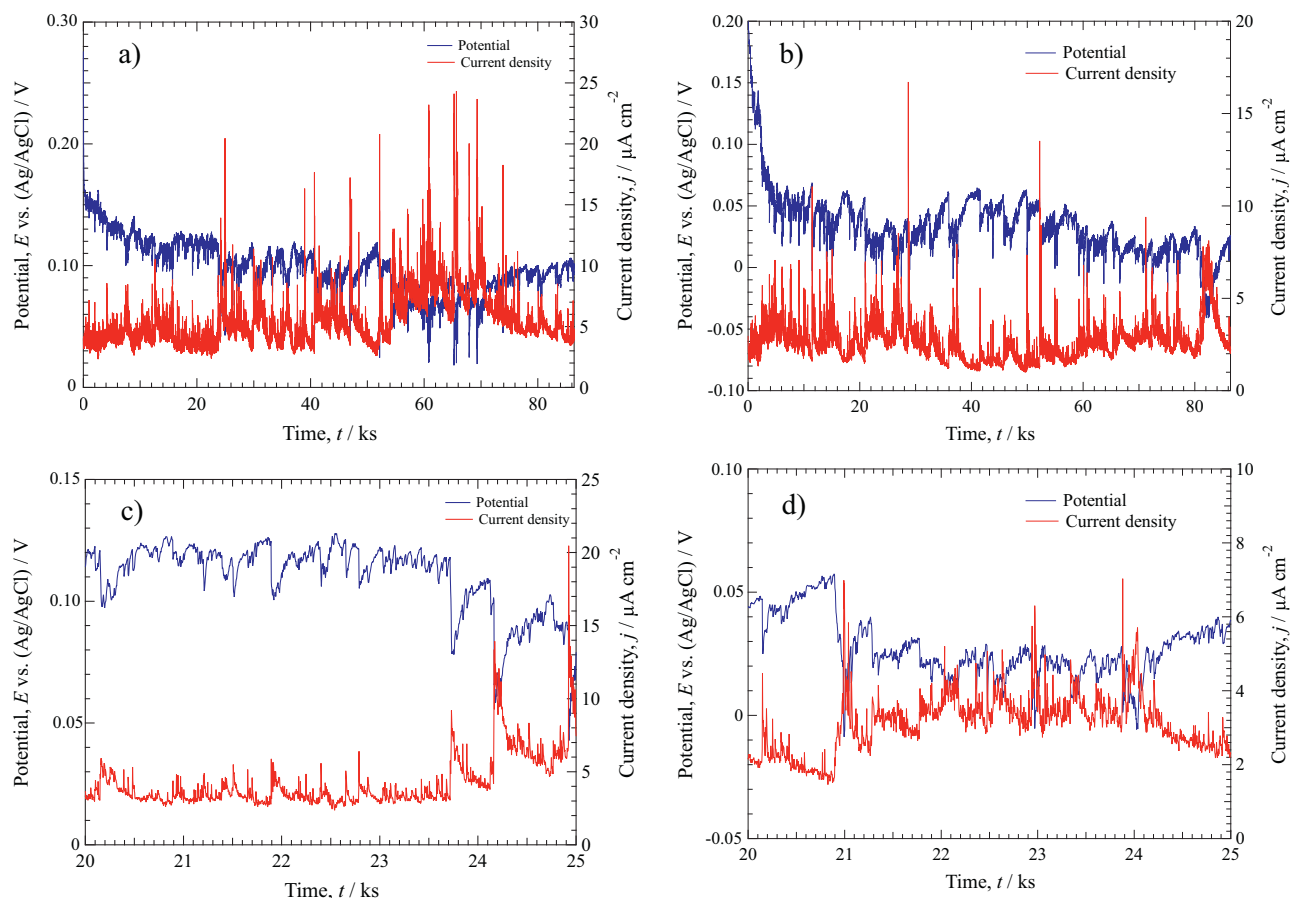 a)
Potential
Current density
Potential, E vs. (Ag/AgCl) / V
0.30
0.20
0.10
0
Current density, j / μA cm-2
30
25
20
15
10
5
0
0 20 40 60 80
Time, t / ks
b)
Potential
Current density
Potential, E vs. (Ag/AgCl) / V
0.20
0.15
0.10
0.05
0
-0.05
-0.10
Current density, j / μA cm-2
20
15
10
5
0
0 20 40 60 80
Time, t / ks
c)
Potential
Current density
Potential, E vs. (Ag/AgCl) / V
0.15
0.10
0.05
0
Current density, j / μA cm-2
25
20
15
10
5
0
20 21 22 23 24 25
Time, t / ks
d)
Potential
Current density
Potential, E vs. (Ag/AgCl) / V
0.10
0.05
0
-0.05
Current density, j / μA cm-2
10
8
6
4
2
0
20 21 22 23 24 25
Time, t / ks